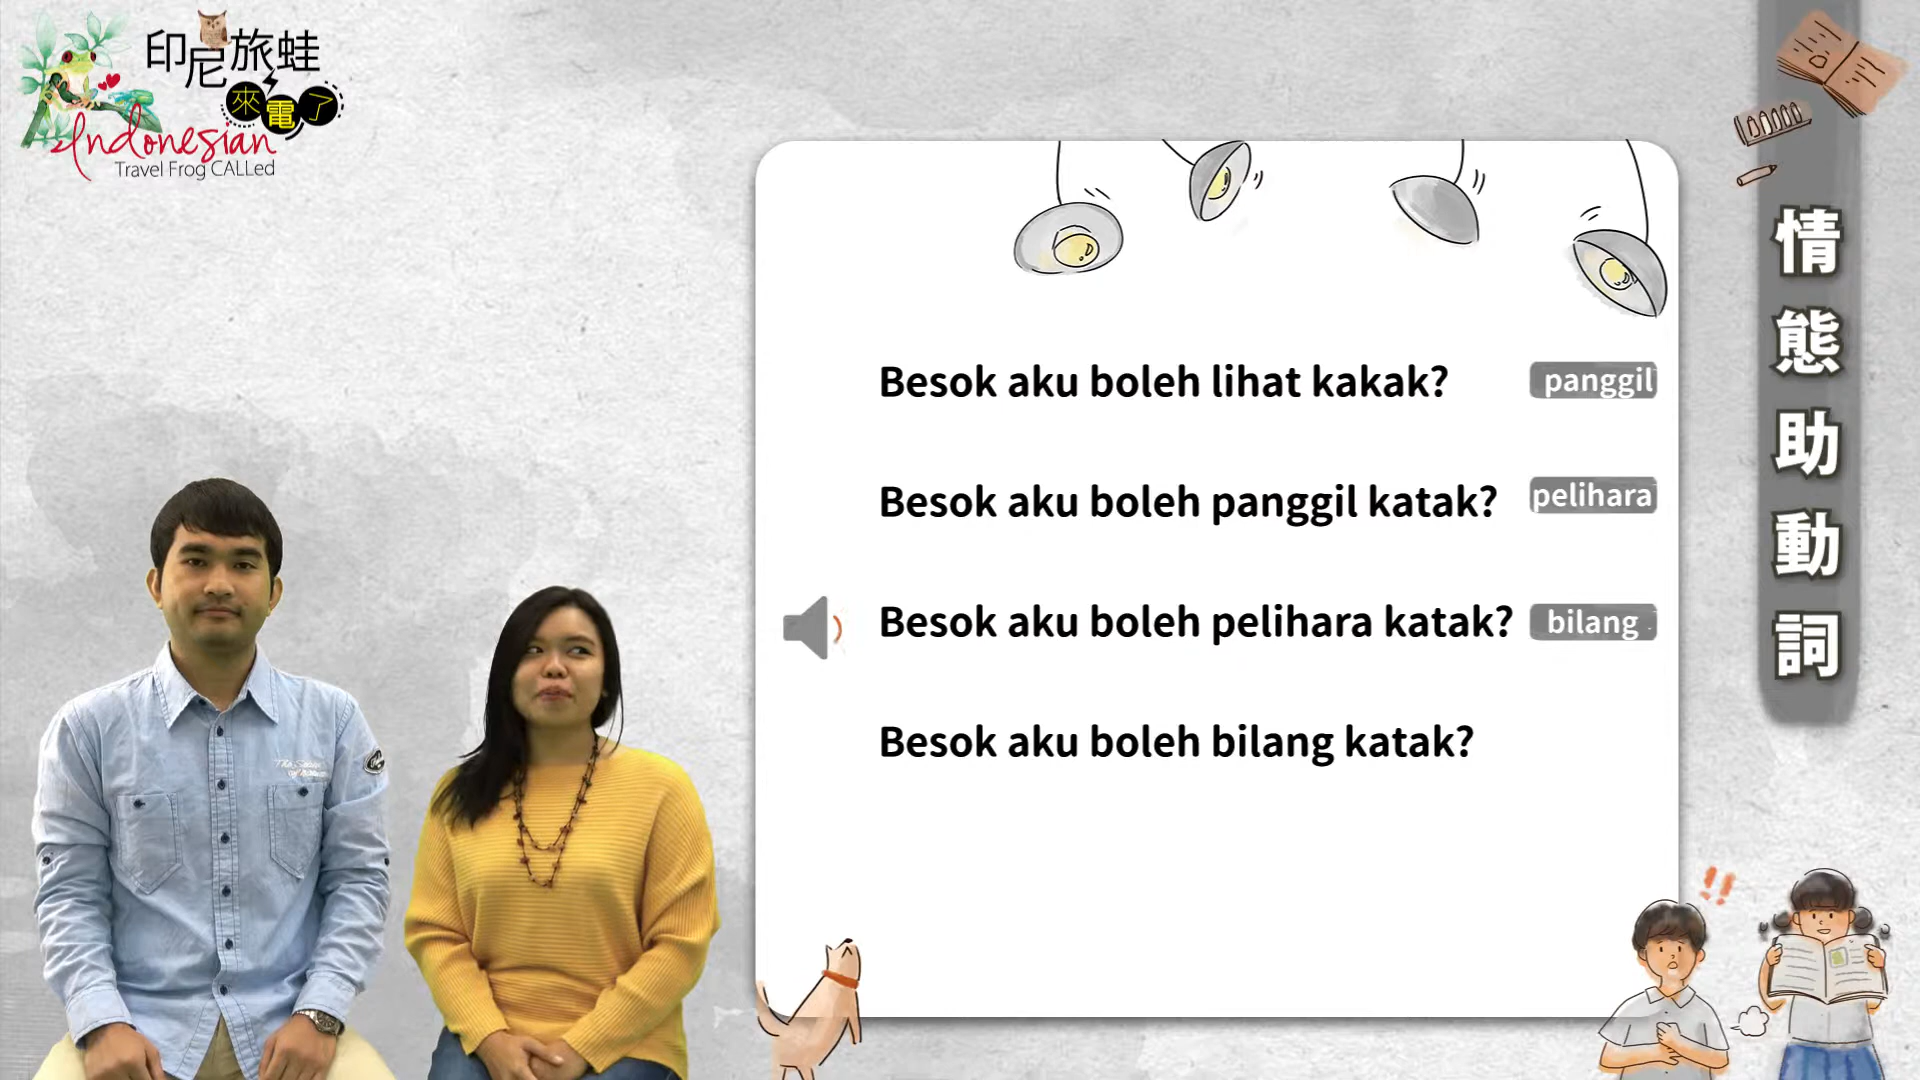 印尼旅蛙
來電了
Indonesian
Travel Frog CALLed
Besok aku boleh lihat kakak?
panggil
Besok aku boleh panggil katak?
pelihara
Besok aku boleh pelihara katak?
bilang
Besok aku boleh bilang katak?
情態助動詞